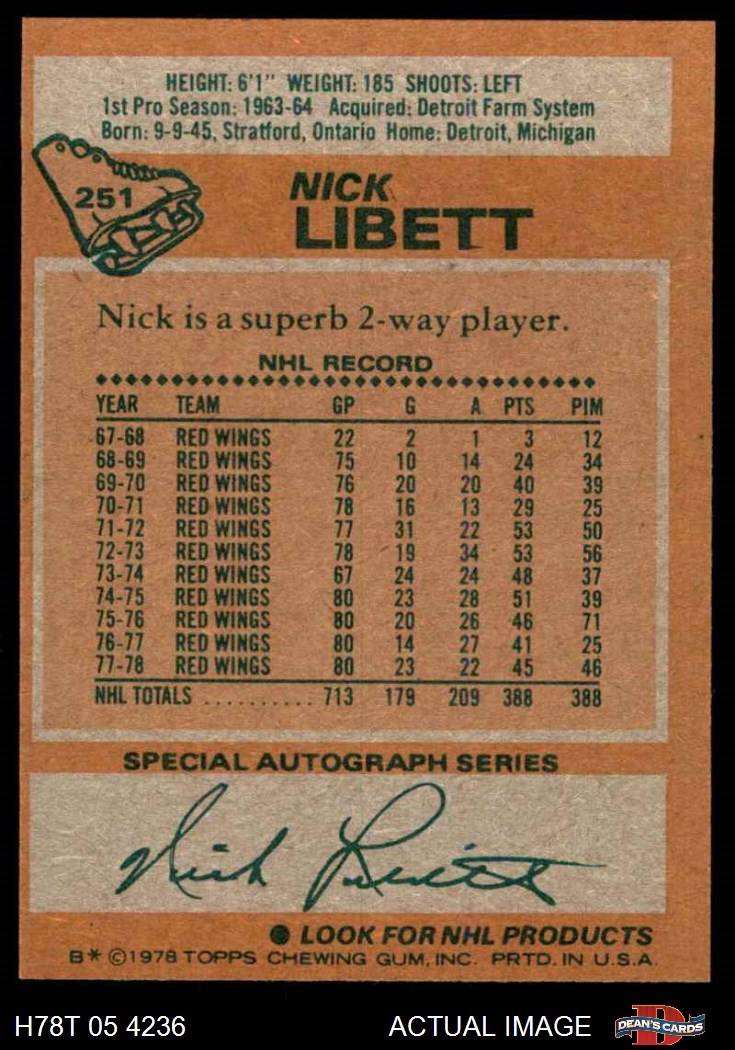 HEIGHT: 6'1" WEIGHT: 185 SHOOTS: LEFT
1st Pro Season: 1963-64 Acquired: Detroit Farm System
Born: 9-9-45, Stratford, Ontario Home: Detroit, Michigan
251
NICK
LIBETT
Nick is a superb 2-way player.
NHL RECORD
YEAR TEAM GP G A PTS PIM
67-68 RED WINGS 22 2 1 3 12
68-69 RED WINGS 75 10 14 24 34
69-70 RED WINGS 76 20 20 40 39
70-71 RED WINGS 78 16 13 29 25
71-72 RED WINGS 77 31 22 53 50
72-73 RED WINGS 78 19 34 53 56
73-74 RED WINGS 67 24 24 48 37
74-75 RED WINGS 80 23 28 51 39
75-76 RED WINGS 80 20 26 46 71
76-77 RED WINGS 80 14 27 41 25
77-78 RED WINGS 80 23 22 45 46
NHL TOTALS .......... 713 179 209 388 388
SPECIAL AUTOGRAPH SERIES
Nick Libett
● LOOK FOR NHL PRODUCTS
B* ©1978 TOPPS CHEWING GUM, INC. PRTD. IN U.S.A.
H78T 05 4236 ACTUAL IMAGE
D
DEAN'S CARDS